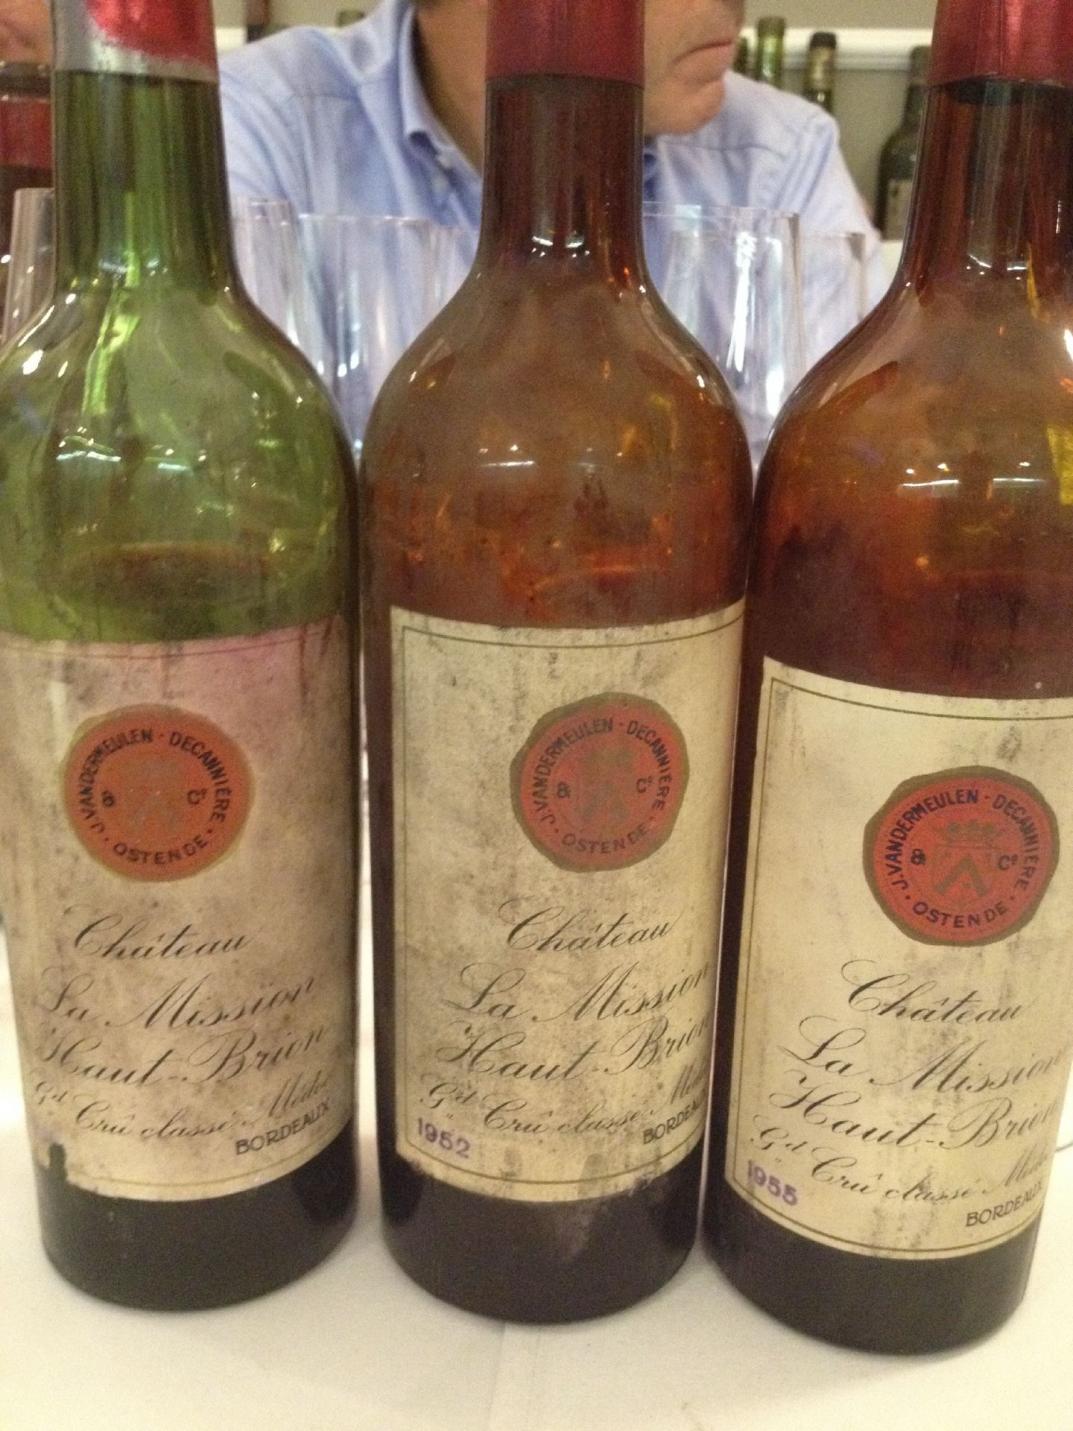 J. VANDERMEULEN - DECANNIÈRE
& Cº
· OSTENDE ·
Château
La Mission
Haut-Brion
Gd Crû classé Médoc
BORDEAUX
J. VANDERMEULEN - DECANNIÈRE
& Cº
· OSTENDE ·
Château
La Mission
Haut-Brion
Gd Crû classé Médoc
BORDEAUX
1952
J. VANDERMEULEN - DECANNIÈRE
& Cº
· OSTENDE ·
Château
La Mission
Haut-Brion
Gd Crû classé Médoc
BORDEAUX
1955